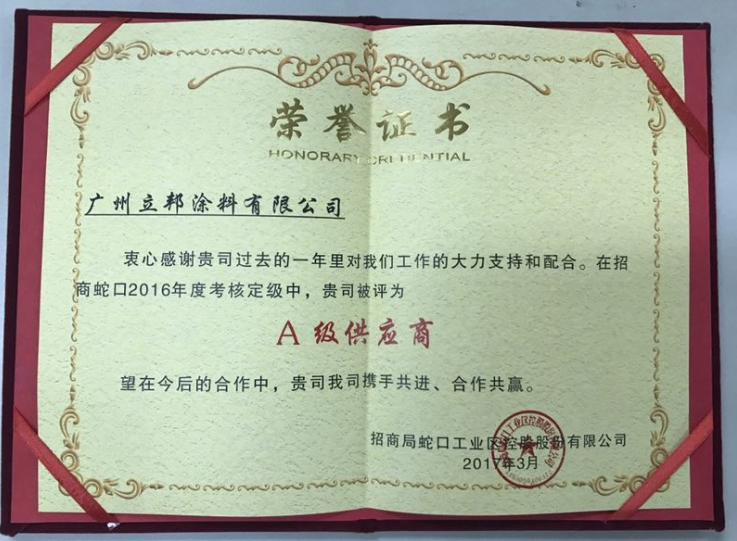 荣誉证书
HONORARY CREDENTIAL
广州立邦涂料有限公司
衷心感谢贵司过去的一年里对我们工作的大力支持和配合。在招
商蛇口2016年度考核定级中，贵司被评为
A级供应商
望在今后的合作中，贵司我司携手共进、合作共赢。
招商局蛇口工业区控股股份有限公司
2017年3月